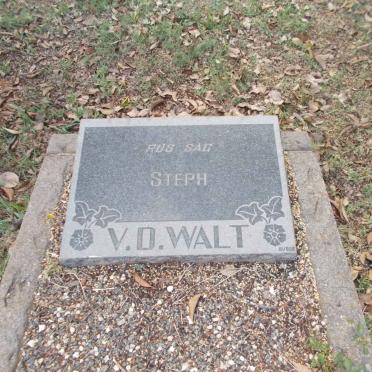 RUS SAG
STEPH
V.D. WALT